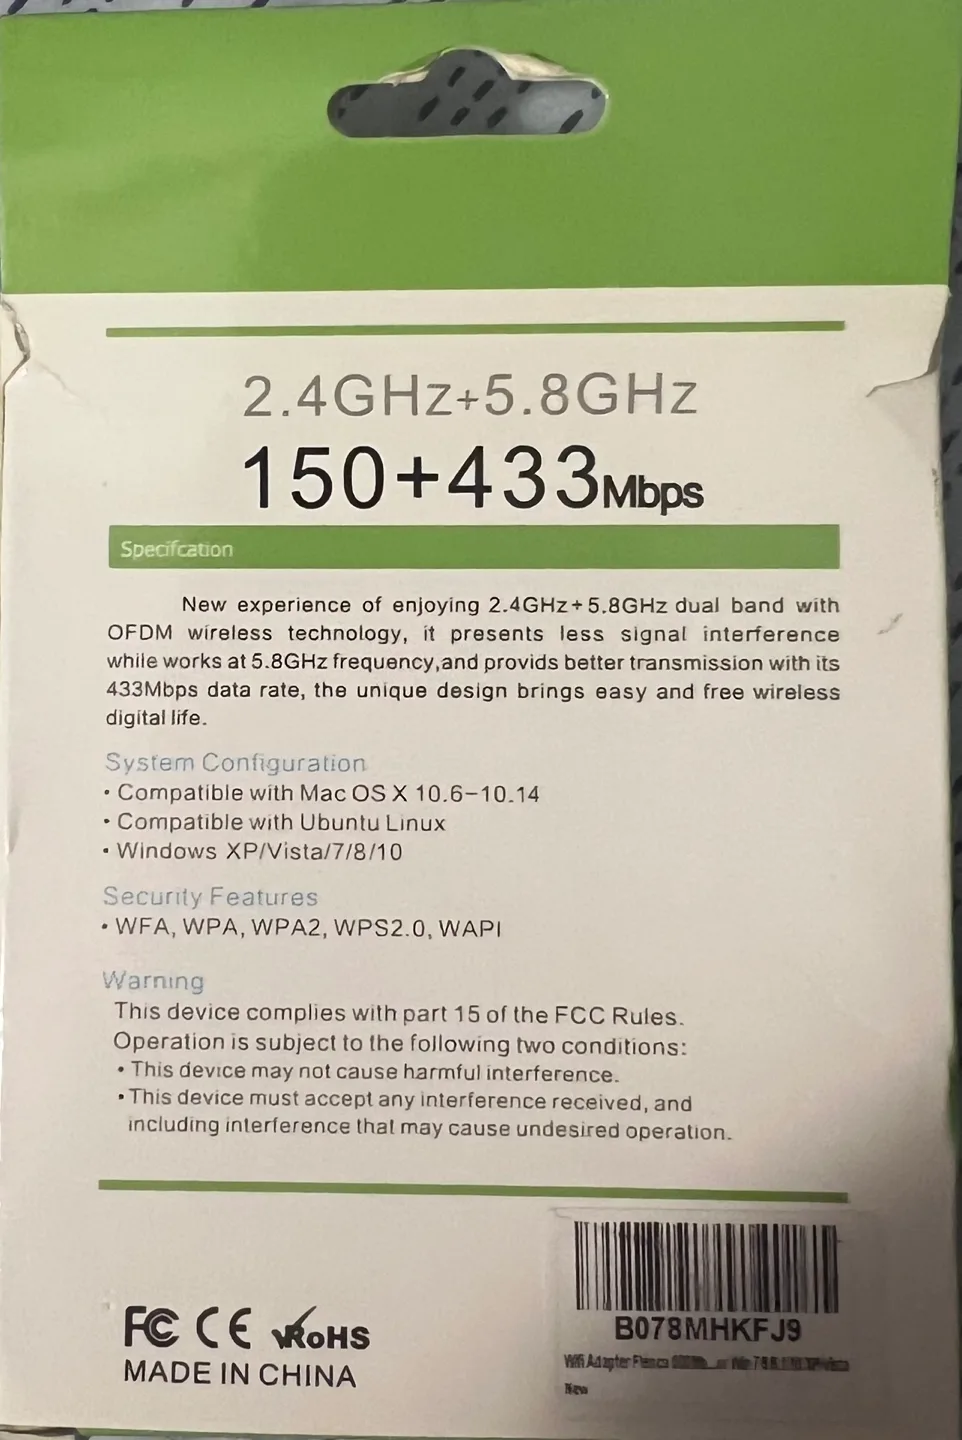 2.4GHz+5.8GHz
150+433Mbps
Specifcation
New experience of enjoying 2.4GHz+5.8GHz dual band with
OFDM wireless technology, it presents less signal interference
while works at 5.8GHz frequency,and provids better transmission with its
433Mbps data rate, the unique design brings easy and free wireless
digital life.
System Configuration
• Compatible with Mac OS X 10.6-10.14
• Compatible with Ubuntu Linux
• Windows XP/Vista/7/8/10
Security Features
• WFA, WPA, WPA2, WPS2.0, WAPI
Warning
This device complies with part 15 of the FCC Rules.
Operation is subject to the following two conditions:
• This device may not cause harmful interference.
• This device must accept any interference received, and
including interference that may cause undesired operation.
FC CE RoHS
MADE IN CHINA
B078MHKFJ9
Wifi Adapter
New